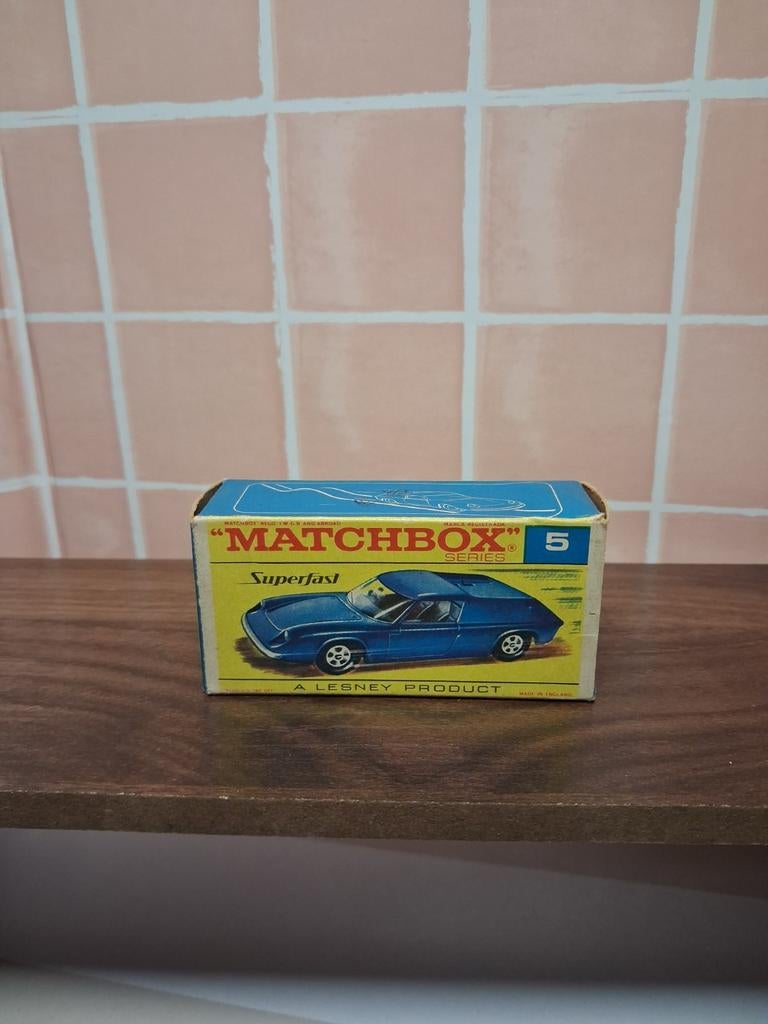 "MATCHBOX" REGD. T.M. G.B. AND ABROAD MARCA REGISTRADA
"MATCHBOX"® 5
SERIES
Superfast
A LESNEY PRODUCT
MADE IN ENGLAND